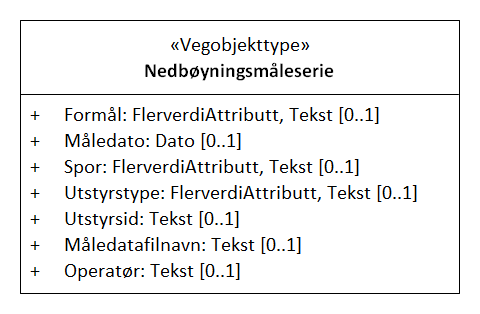 «Vegobjekttype»
Nedbøyningsmåleserie
+ Formål: FlerverdiAttributt, Tekst [0..1]
+ Måledato: Dato [0..1]
+ Spor: FlerverdiAttributt, Tekst [0..1]
+ Utstyrstype: FlerverdiAttributt, Tekst [0..1]
+ Utstyrsid: Tekst [0..1]
+ Måledatafilnavn: Tekst [0..1]
+ Operatør: Tekst [0..1]